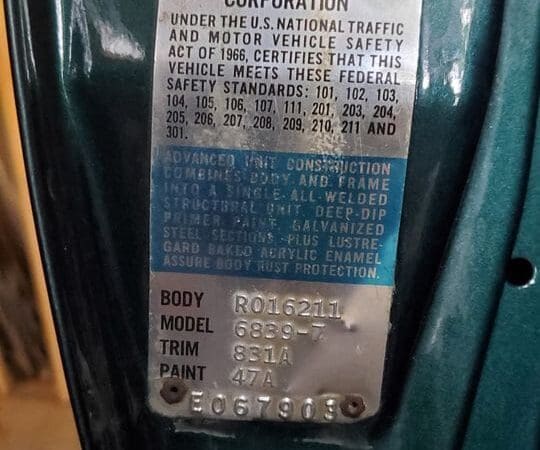 CORPORATION
UNDER THE U.S. NATIONAL TRAFFIC
AND MOTOR VEHICLE SAFETY
ACT OF 1966, CERTIFIES THAT THIS
VEHICLE MEETS THESE FEDERAL
SAFETY STANDARDS: 101, 102, 103,
104, 105, 106, 107, 111, 201, 203, 204,
205, 206, 207, 208, 209, 210, 211 AND
301.
ADVANCED UNIT CONSTRUCTION
COMBINES BODY AND FRAME
INTO A SINGLE ALL-WELDED
STRUCTURAL UNIT. DEEP-DIP
PRIMER PAINT, GALVANIZED
STEEL SECTIONS PLUS LUSTRE-
GARD BAKED ACRYLIC ENAMEL
ASSURE BODY RUST PROTECTION.
BODY RO16211
MODEL 6839-7
TRIM 831A
PAINT 47A
E067903